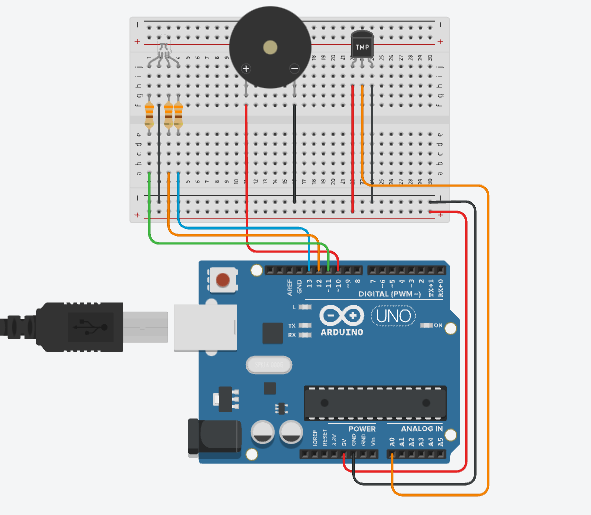 TMP
AREF
GND
13
12
~11
~10
~9
8
7
~6
~5
4
~3
2
TX→1
RX←0
DIGITAL (PWM~)
L
TX
RX
ARDUINO
UNO
ON
POWER
ANALOG IN
IOREF
RESET
3.3V
5V
GND
GND
Vin
A0
A1
A2
A3
A4
A5